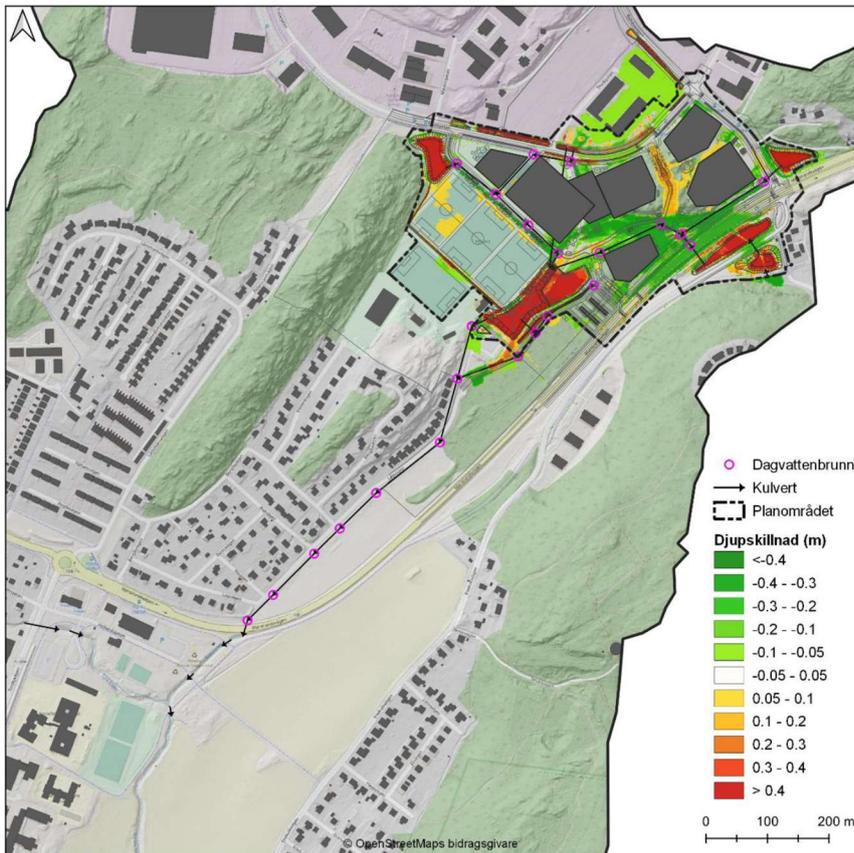 Dagvattenbrunn
Kulvert
Planområdet
Djupskillnad (m)
<-0.4
-0.4 - -0.3
-0.3 - -0.2
-0.2 - -0.1
-0.1 - -0.05
-0.05 - 0.05
0.05 - 0.1
0.1 - 0.2
0.2 - 0.3
0.3 - 0.4
> 0.4
0 100 200 m
© OpenStreetMaps bidragsgivare